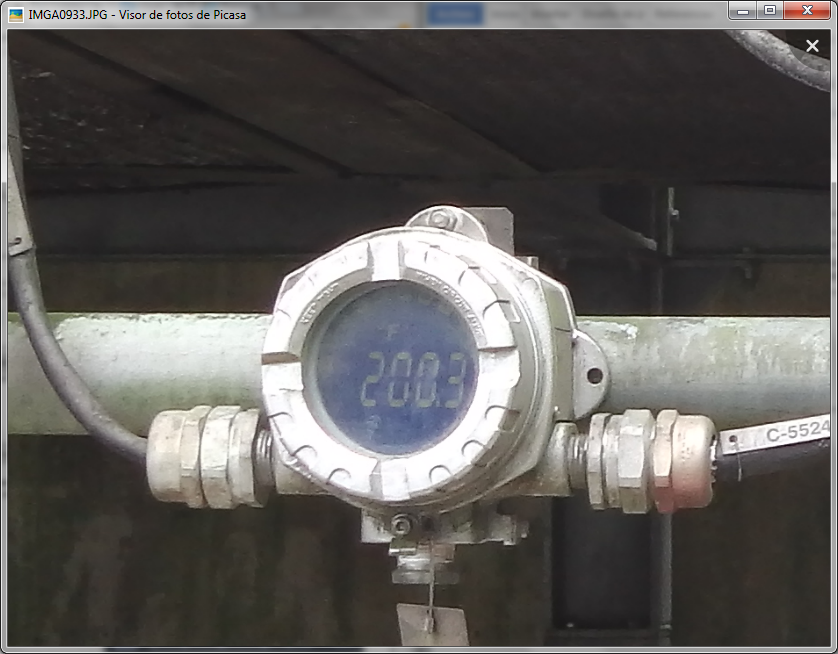 IMGA0933.JPG - Visor de fotos de Picasa
F
200.3
C-5524